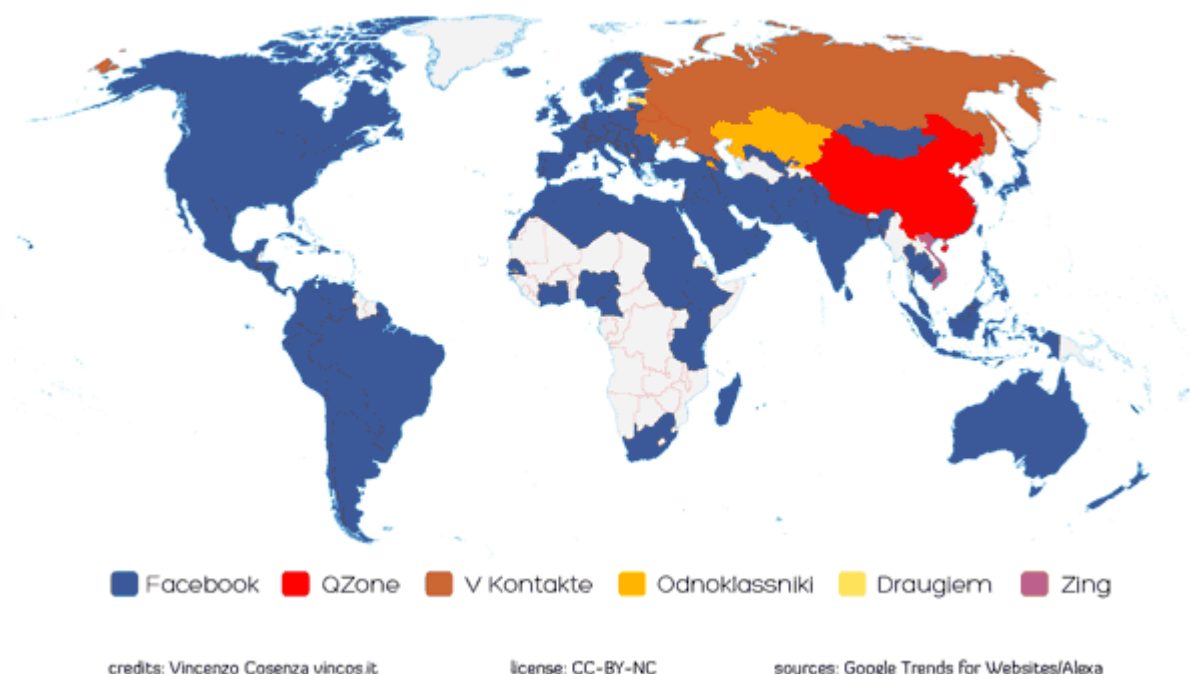 Facebook QZone V Kontakte Odnoklassniki Draugiem Zing
credits: Vincenzo Cosenza vincos.it license: CC-BY-NC sources: Google Trends for Websites/Alexa